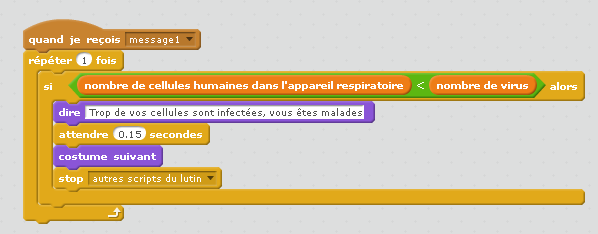 quand je reçois message1
répéter 1 fois
si nombre de cellules humaines dans l'appareil respiratoire < nombre de virus alors
dire Trop de vos cellules sont infectées, vous êtes malades
attendre 0.15 secondes
costume suivant
stop autres scripts du lutin